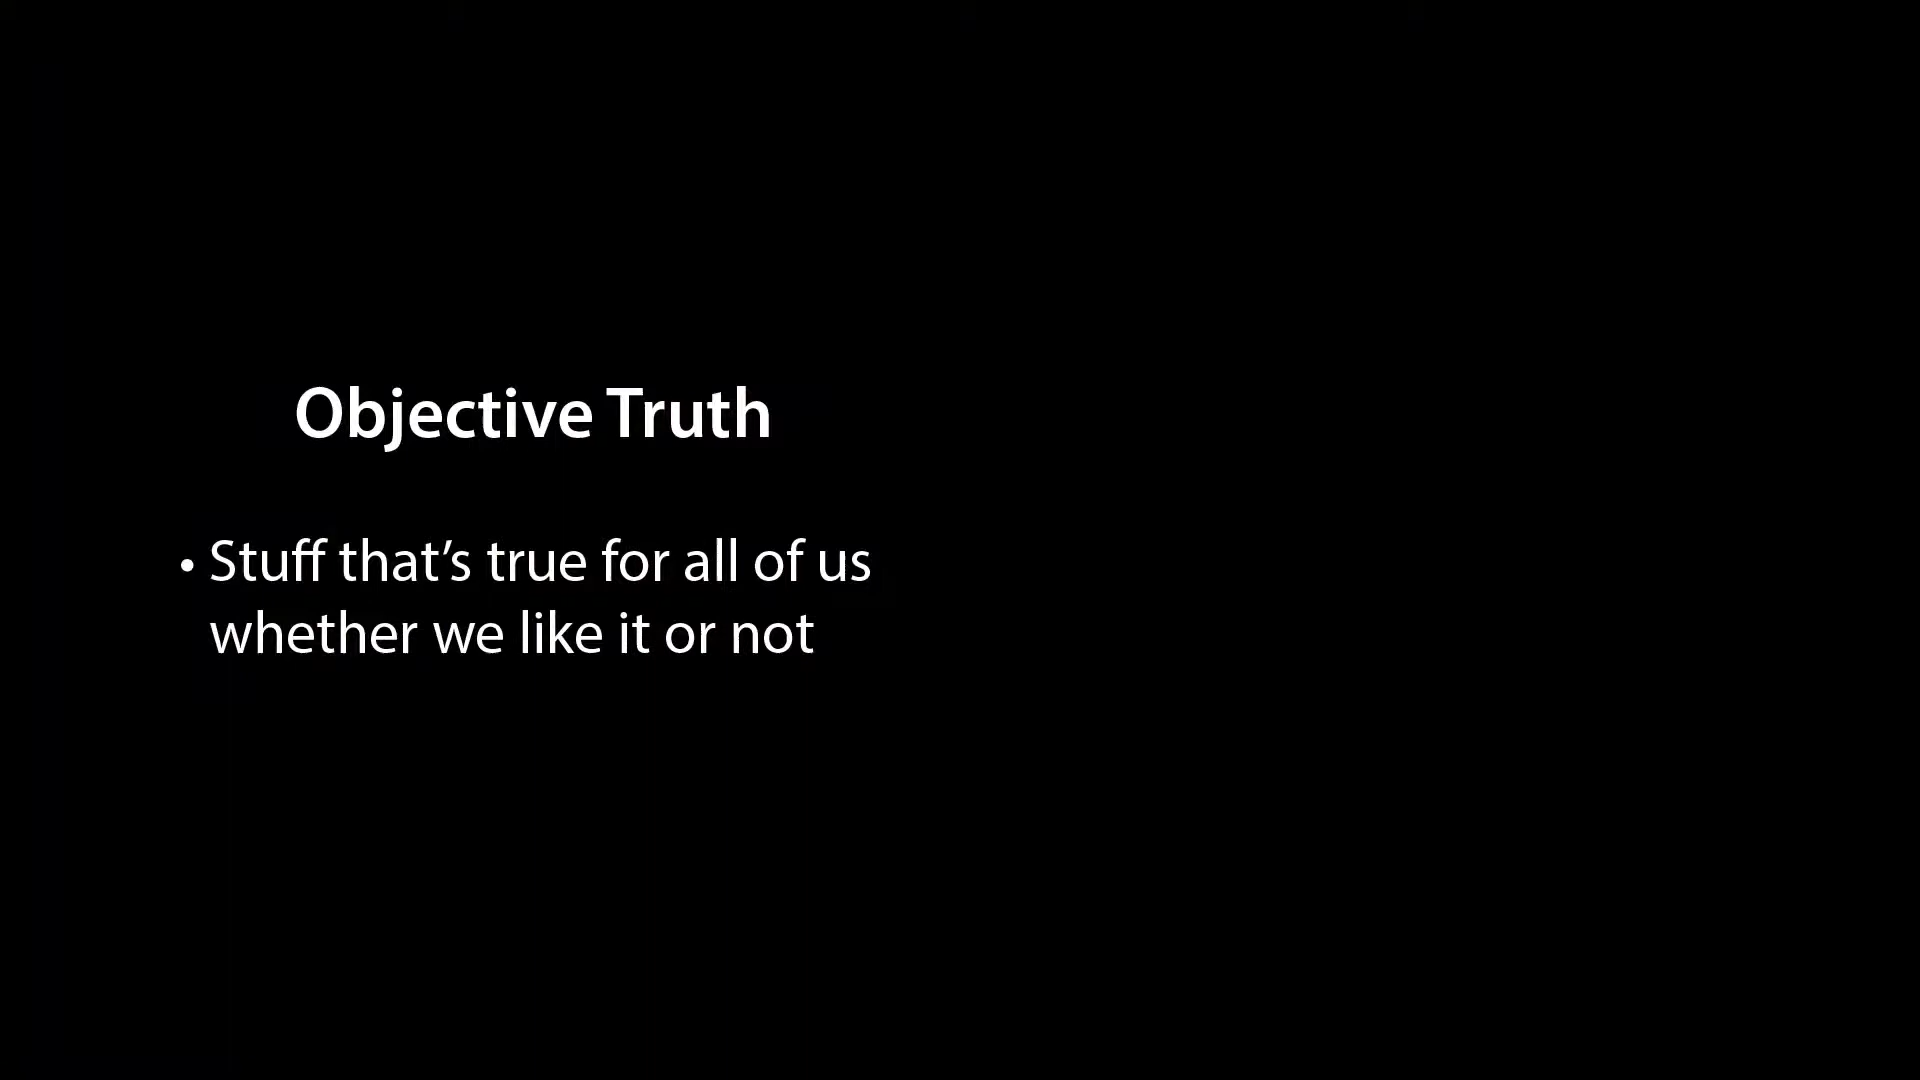 Objective Truth
• Stuff that’s true for all of us
whether we like it or not